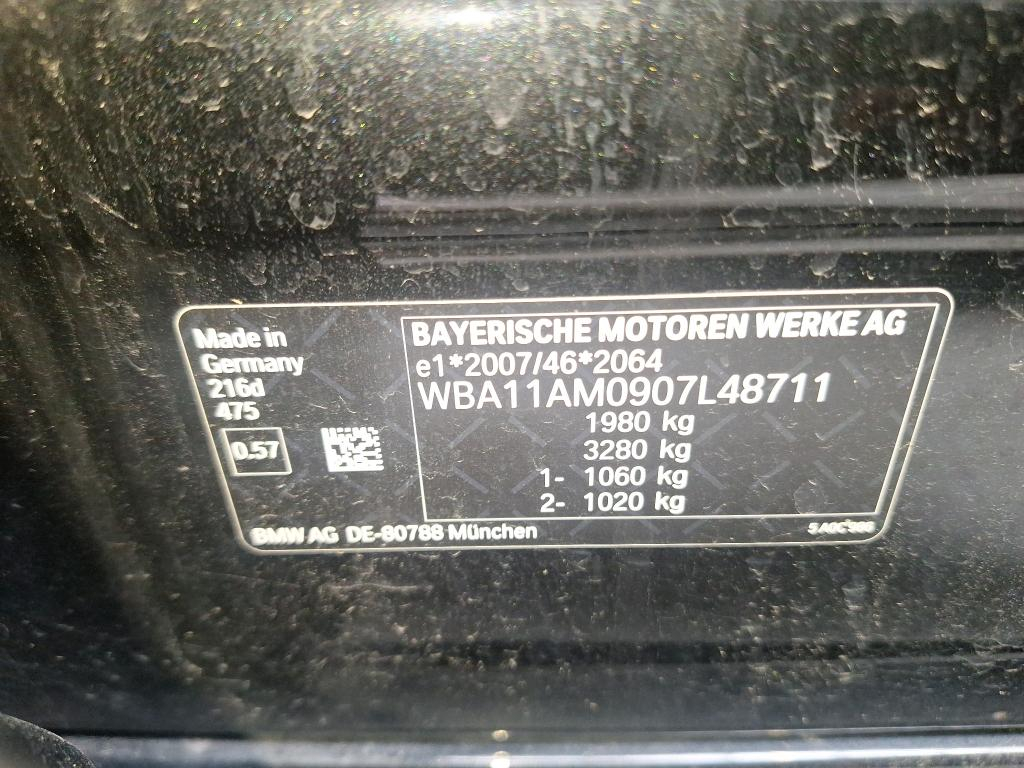 Made in
Germany
216d
475
0.57
BAYERISCHE MOTOREN WERKE AG
e1*2007/46*2064
WBA11AM0907L48711
1980 kg
3280 kg
1- 1060 kg
2- 1020 kg
BMW AG DE-80788 München